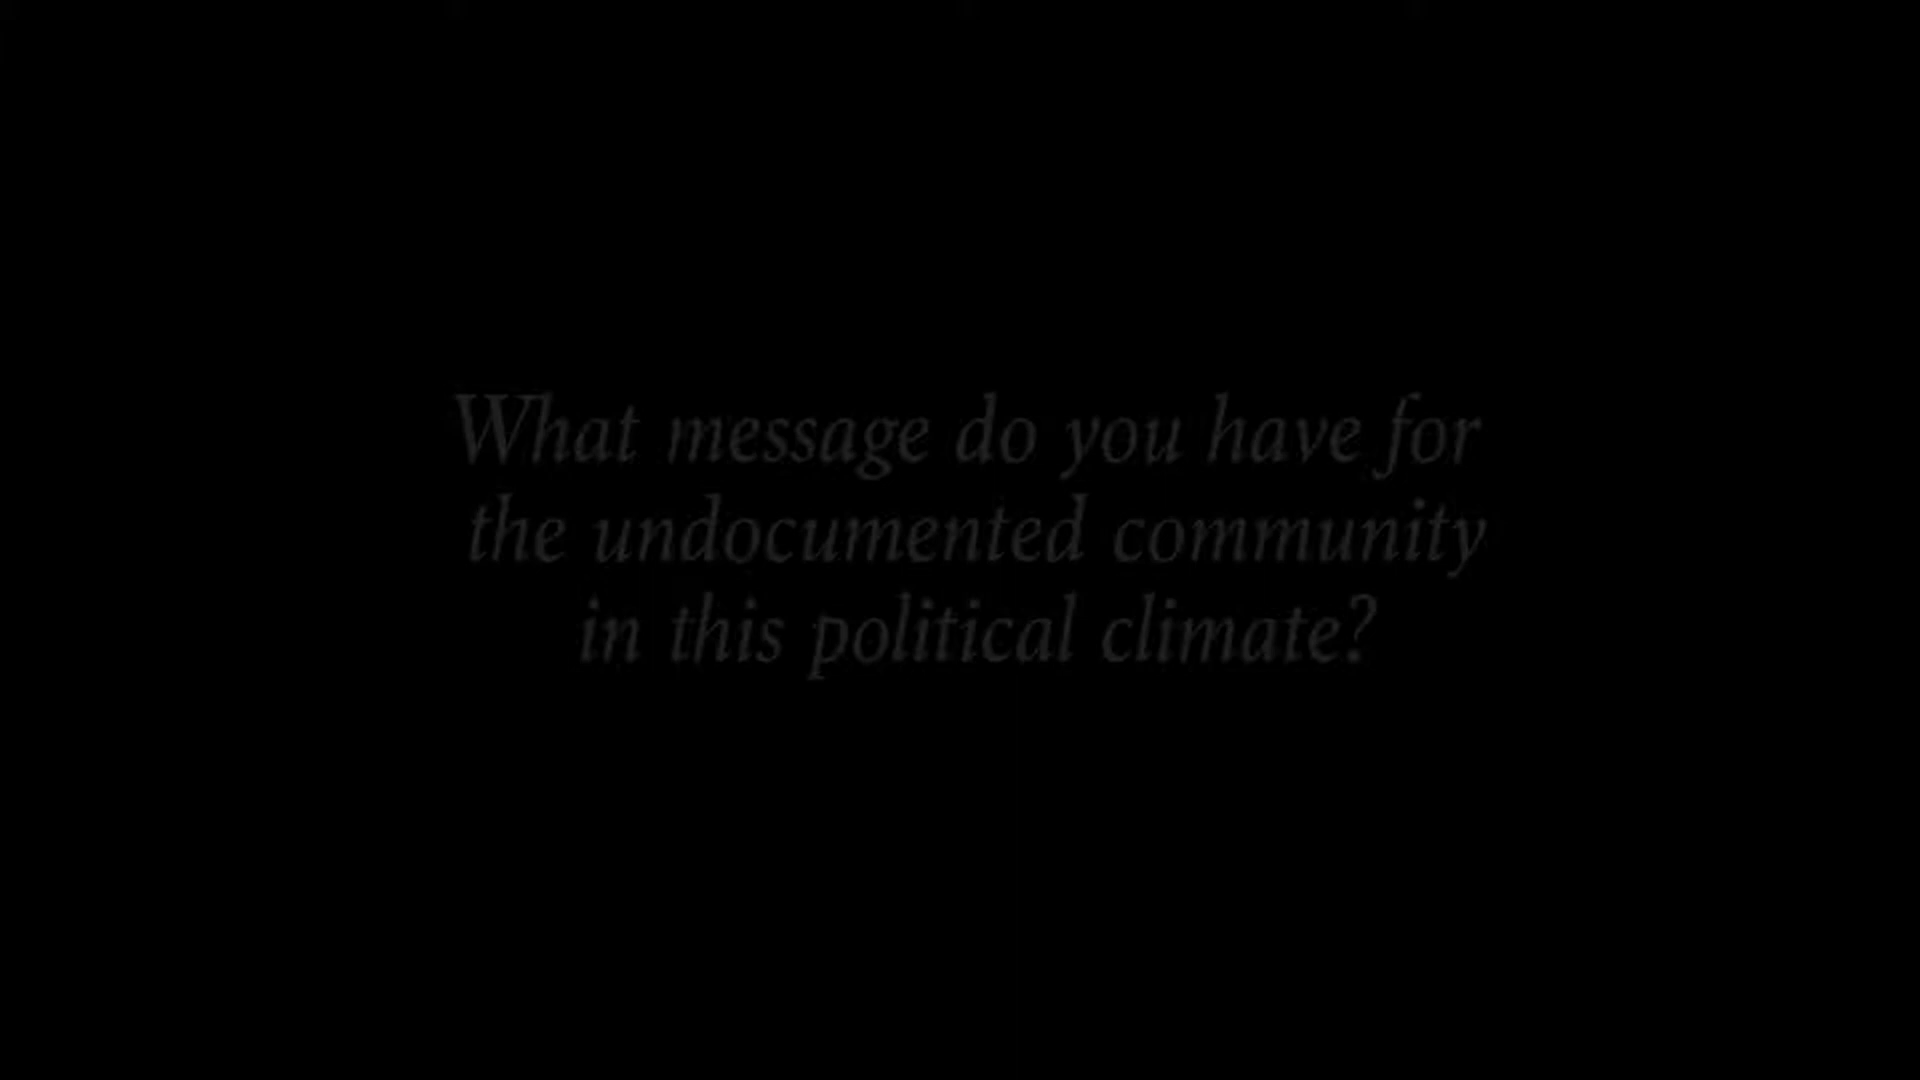 What message do you have for
the undocumented community
in this political climate?